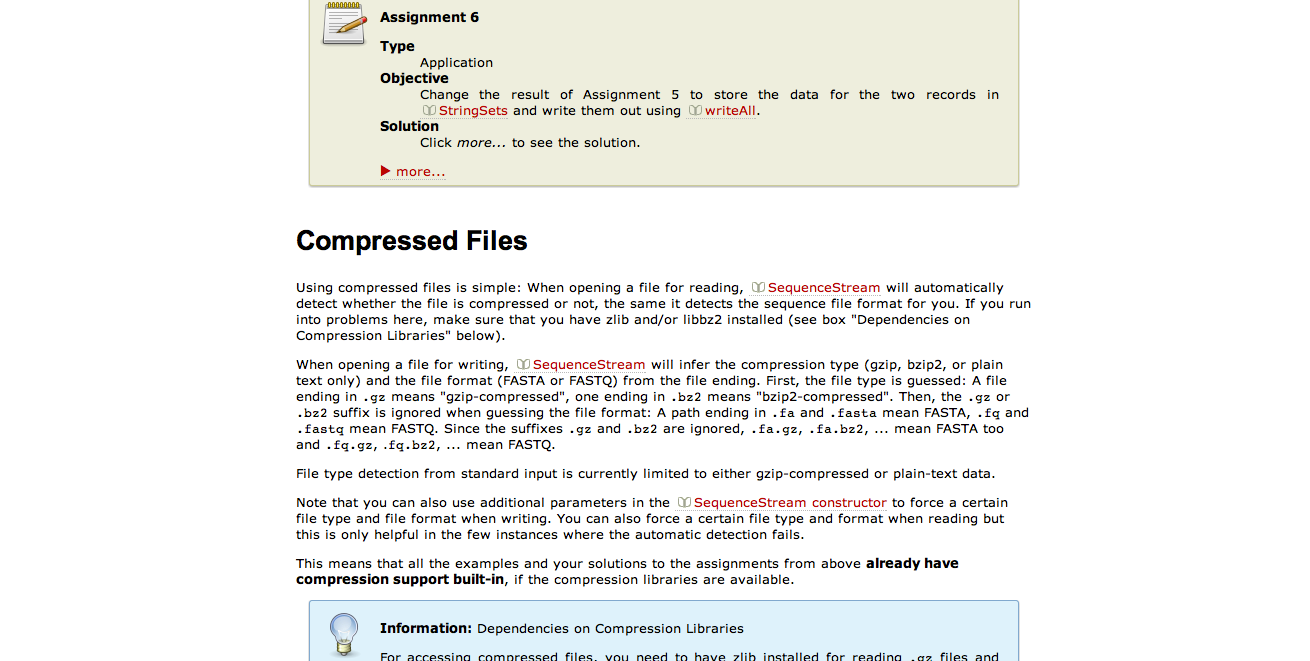 Assignment 6
Type
Application
Objective
Change the result of Assignment 5 to store the data for the two records in
StringSets and write them out using writeAll.
Solution
Click more... to see the solution.
more...
Compressed Files
Using compressed files is simple: When opening a file for reading, SequenceStream will automatically
detect whether the file is compressed or not, the same it detects the sequence file format for you. If you run
into problems here, make sure that you have zlib and/or libbz2 installed (see box "Dependencies on
Compression Libraries" below).
When opening a file for writing, SequenceStream will infer the compression type (gzip, bzip2, or plain
text only) and the file format (FASTA or FASTQ) from the file ending. First, the file type is guessed: A file
ending in .gz means "gzip-compressed", one ending in .bz2 means "bzip2-compressed". Then, the .gz or
.bz2 suffix is ignored when guessing the file format: A path ending in .fa and .fasta mean FASTA, .fq and
.fastq mean FASTQ. Since the suffixes .gz and .bz2 are ignored, .fa.gz, .fa.bz2, ... mean FASTA too
and .fq.gz, .fq.bz2, ... mean FASTQ.
File type detection from standard input is currently limited to either gzip-compressed or plain-text data.
Note that you can also use additional parameters in the SequenceStream constructor to force a certain
file type and file format when writing. You can also force a certain file type and format when reading but
this is only helpful in the few instances where the automatic detection fails.
This means that all the examples and your solutions to the assignments from above already have
compression support built-in, if the compression libraries are available.
Information: Dependencies on Compression Libraries
For accessing compressed files, you need to have zlib installed for reading .gz files and